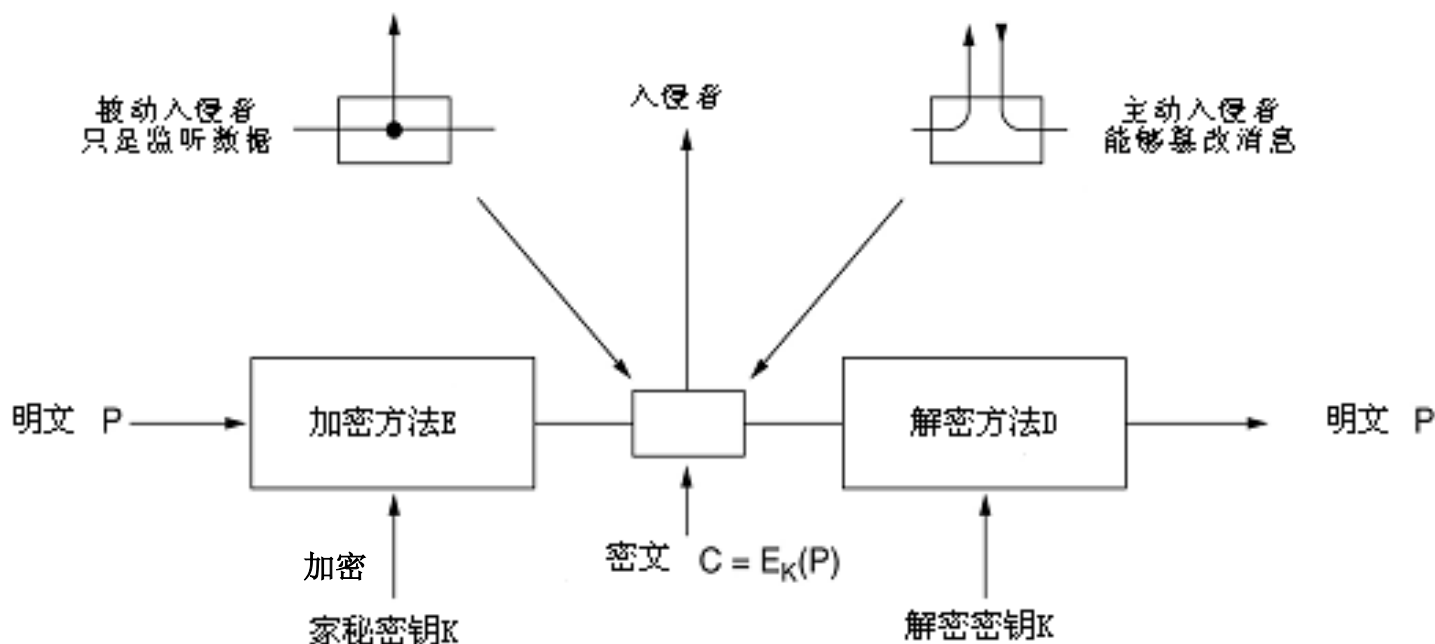 被动入侵者
只是监听数据
入侵者
主动入侵者
能够篡改消息
明文 P
加密方法E
解密方法D
明文 P
加密
密文 C = E_K(P)
家秘密钥K
解密密钥K